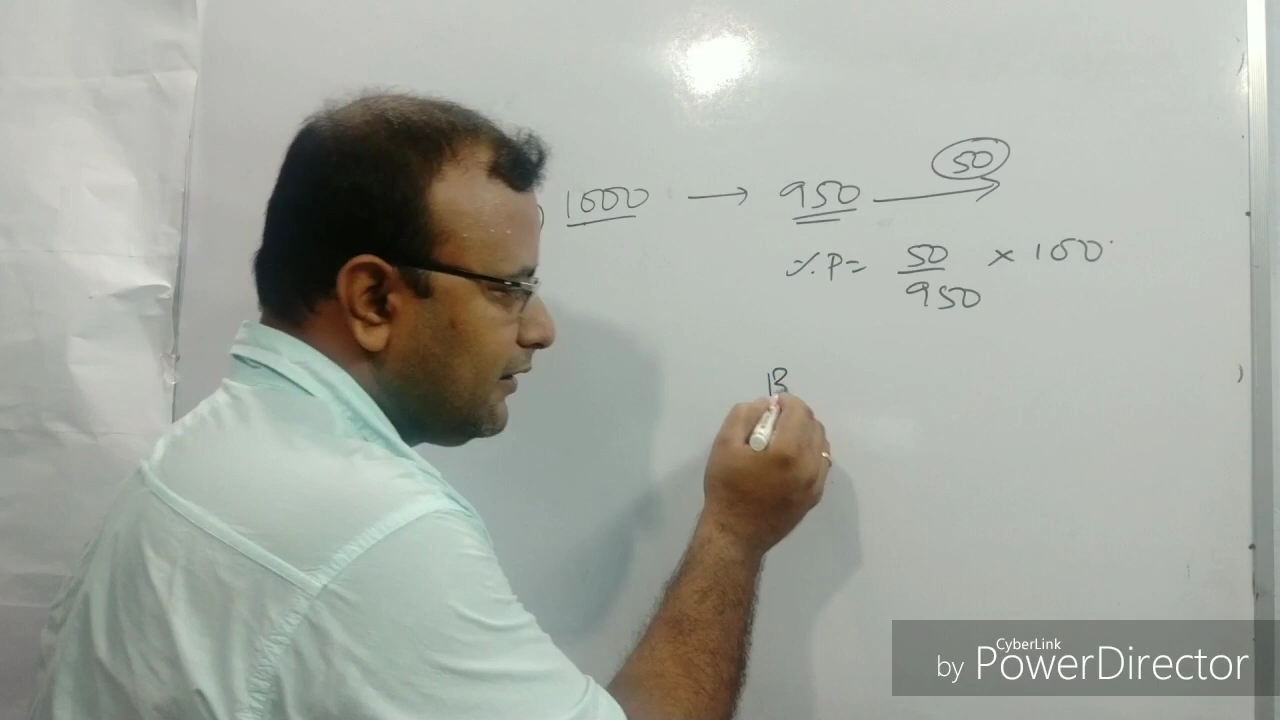 50
1000 → 950
%P = 50/950 × 100
B
CyberLink
by PowerDirector